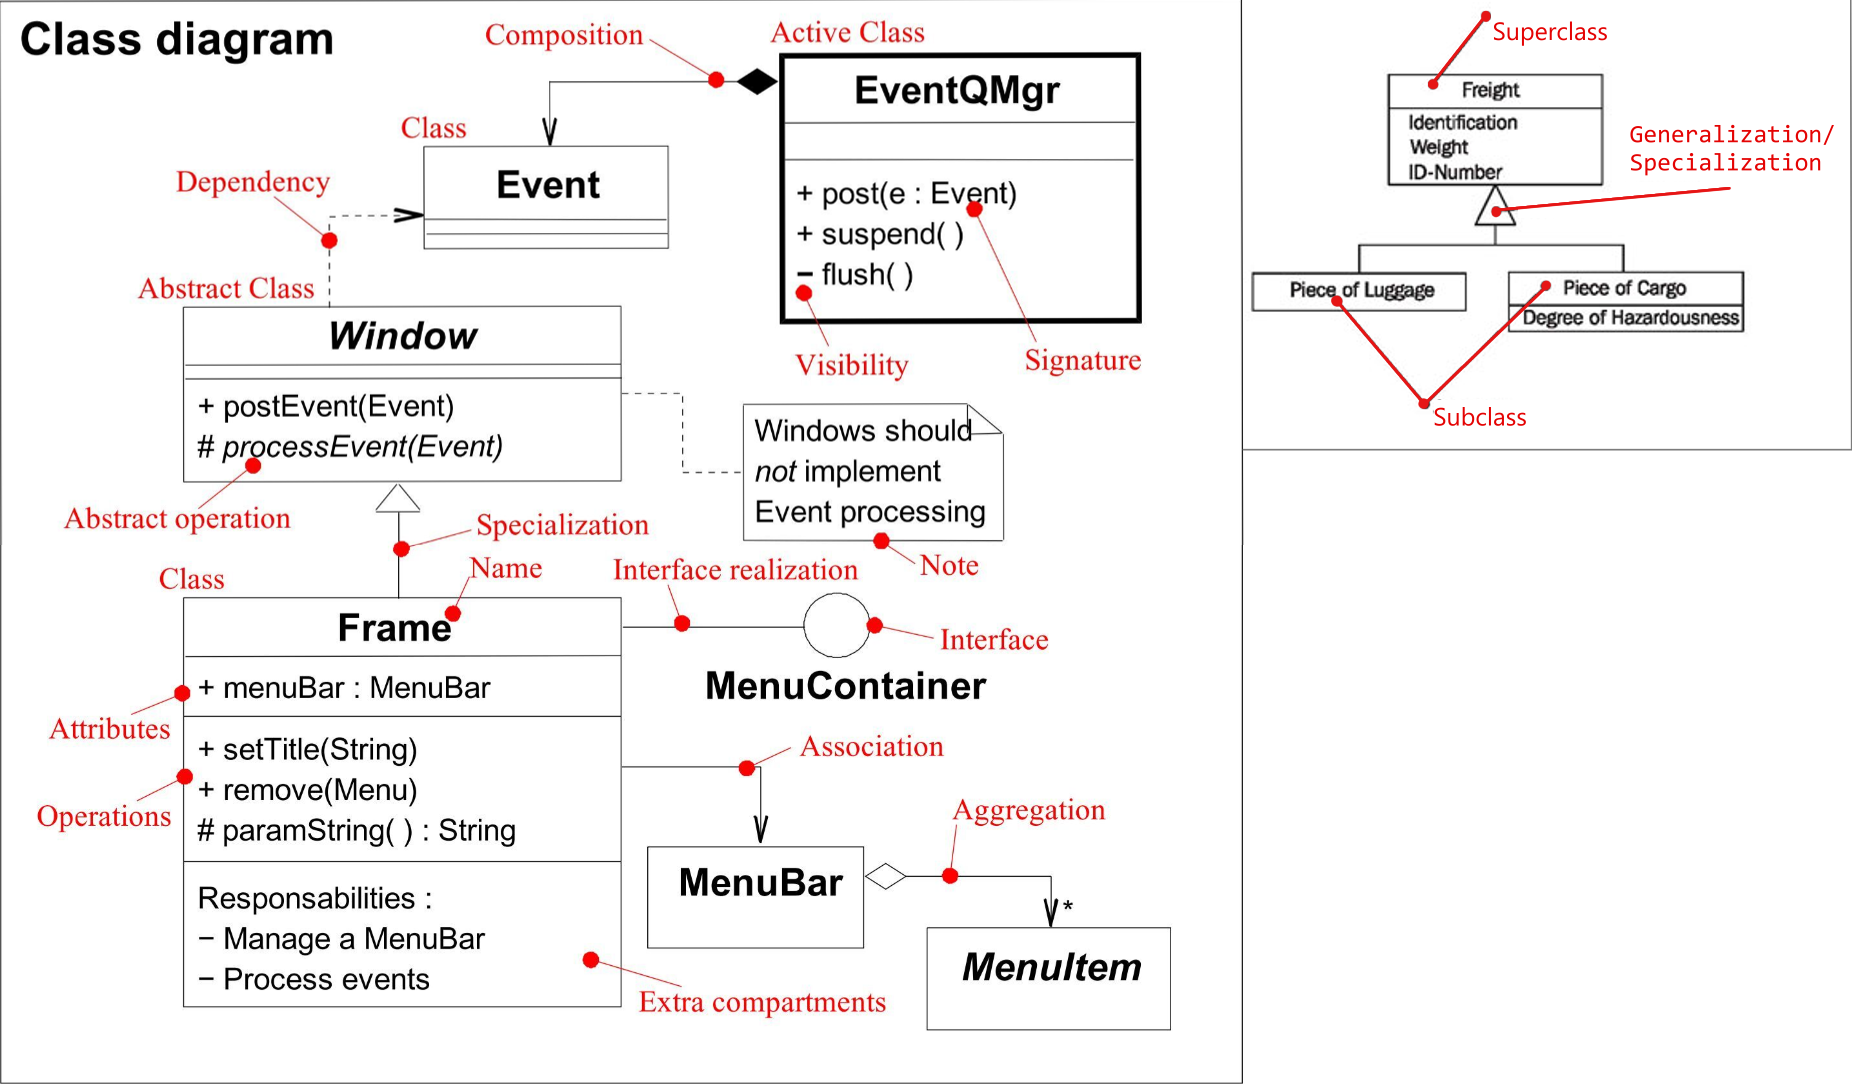 Class diagram
Composition
Active Class
EventQMgr
+ post(e : Event)
+ suspend( )
− flush( )
Visibility
Signature
Class
Event
Dependency
Abstract Class
Window
+ postEvent(Event)
# processEvent(Event)
Abstract operation
Windows should
not implement
Event processing
Note
Specialization
Name
Class
Frame
+ menuBar : MenuBar
Attributes
+ setTitle(String)
+ remove(Menu)
# paramString( ) : String
Operations
Responsabilities :
− Manage a MenuBar
− Process events
Extra compartments
Interface realization
Interface
MenuContainer
Association
MenuBar
Aggregation
*
MenuItem
Superclass
Freight
Identification
Weight
ID-Number
Generalization/
Specialization
Piece of Luggage
Piece of Cargo
Degree of Hazardousness
Subclass